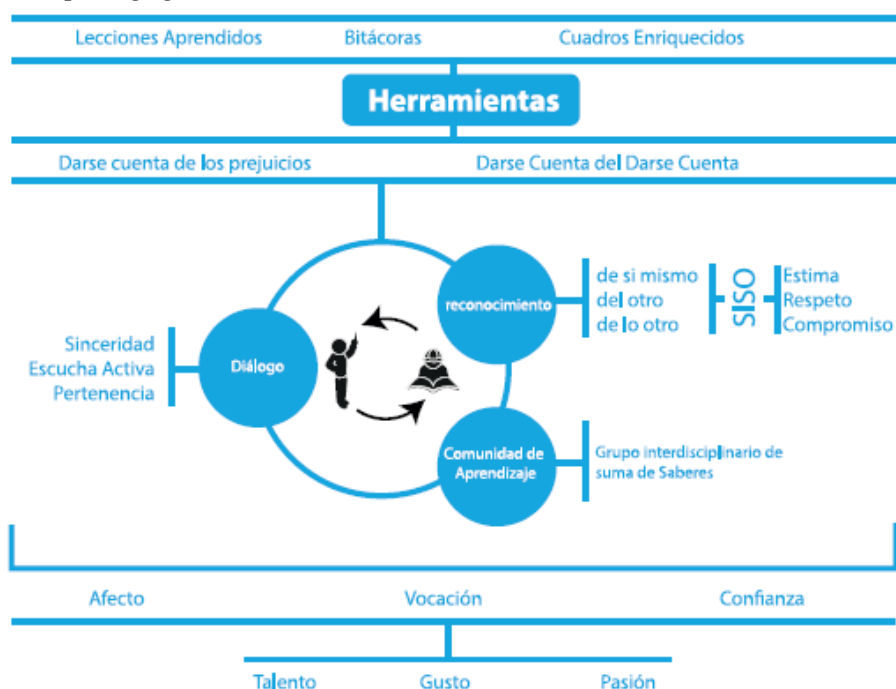 Lecciones Aprendidos
Bitácoras
Cuadros Enriquecidos
Herramientas
Darse cuenta de los prejuicios
Darse Cuenta del Darse Cuenta
reconocimiento
de si mismo
del otro
de lo otro
SISO
Estima
Respeto
Compromiso
Sinceridad
Escucha Activa
Pertenencia
Diálogo
Comunidad de
Aprendizaje
Grupo interdisciplinario de
suma de Saberes
Afecto
Vocación
Confianza
Talento
Gusto
Pasión